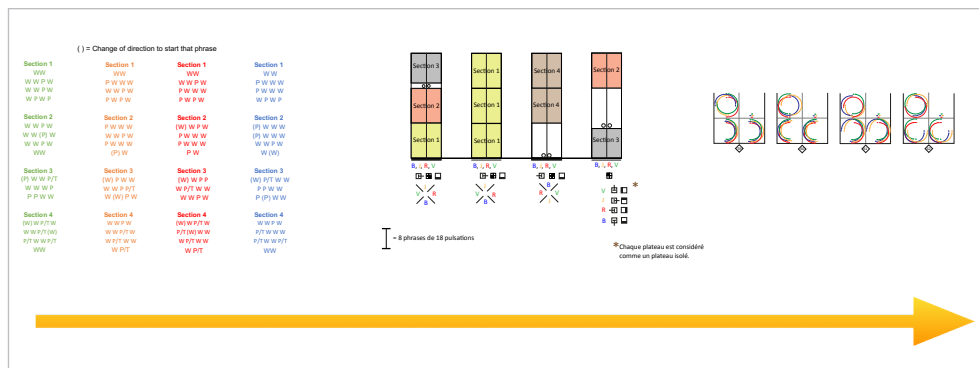 ( ) = Change of direction to start that phrase
Section 1
WW
W W P W
W W P W
W P W P
Section 2
W W P W
W W (P) W
W W P W
WW
Section 3
(P) W W P/T
W W W P
P P W W
Section 4
(W) W P/T W
W W P/T (W)
P/T W W P/T
WW
Section 1
WW
P W W W
W W P W
P W P W
Section 2
P W W W
W W P W
P W W W
(P) W
Section 3
(W) P W W
W W P P/T
W (W) P W
Section 4
W W P W
W W P/T W
W P/T W W
W P/T
Section 1
WW
W W P W
P W W W
P W P W
Section 2
(W) W P W
P W W W
P W W W
P W
Section 3
(W) W P P
W P/T W W
W W P W
Section 4
(W) W P/T W
P/T (W) W W
W P/T W W
W P/T
Section 1
WW
P W W W
W W P W
W P W P
Section 2
(P) W W W
(P) W W W
W W P W
W (W)
Section 3
(W) P/T W W
P P W W
P (P) W W
Section 4
W W P W
W P/T W W
P/T W W P/T
WW
Section 3
Section 2
Section 1
B, J, R, V
J
V R
B
Section 1
Section 1
Section 1
B, J, R, V
J
V R
B
Section 4
Section 4
B, J, R, V
B
R V
J
Section 2
Section 3
B, J, R, V
V
J
R
B
*
= 8 phrases de 18 pulsations
*Chaque plateau est considéré
comme un plateau isolé.